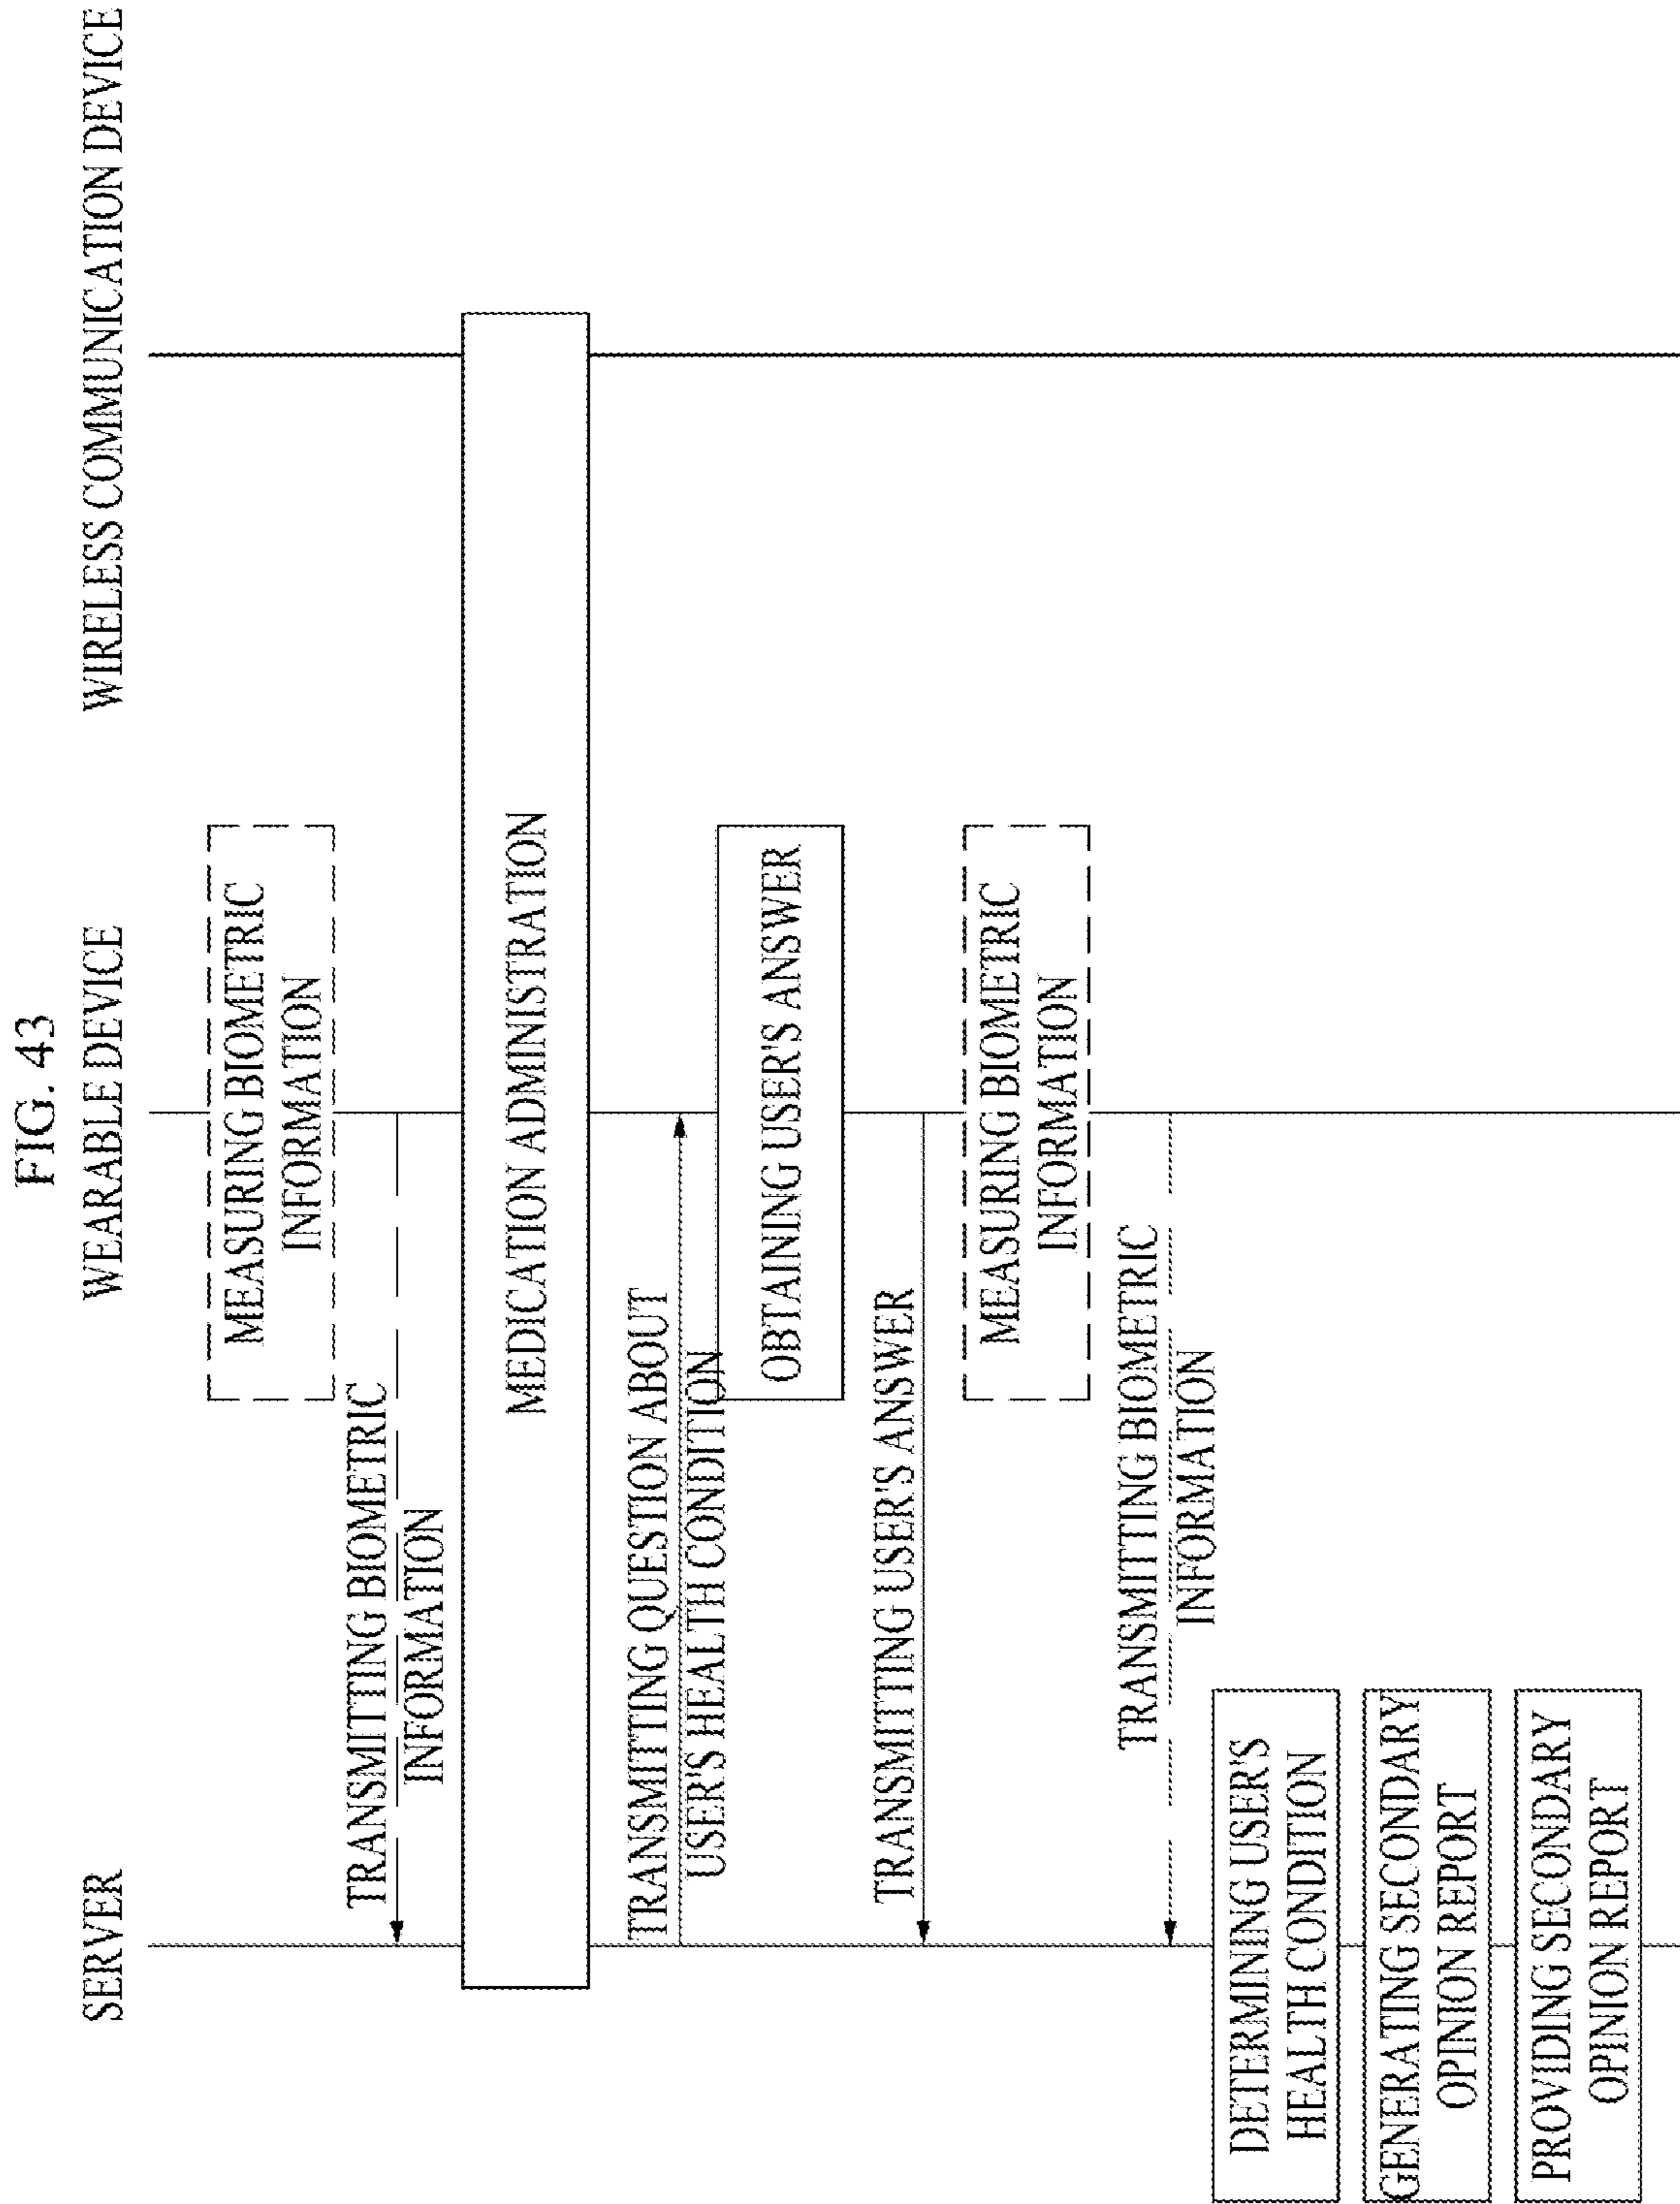 FIG. 43
SERVER
WEARABLE DEVICE
WIRELESS COMMUNICATION DEVICE
MEASURING BIOMETRIC
INFORMATION
TRANSMITTING BIOMETRIC
INFORMATION
MEDICATION ADMINISTRATION
TRANSMITTING QUESTION ABOUT
USER'S HEALTH CONDITION
OBTAINING USER'S ANSWER
TRANSMITTING USER'S ANSWER
MEASURING BIOMETRIC
INFORMATION
TRANSMITTING BIOMETRIC
INFORMATION
DETERMINING USER'S
HEALTH CONDITION
GENERATING SECONDARY
OPINION REPORT
PROVIDING SECONDARY
OPINION REPORT